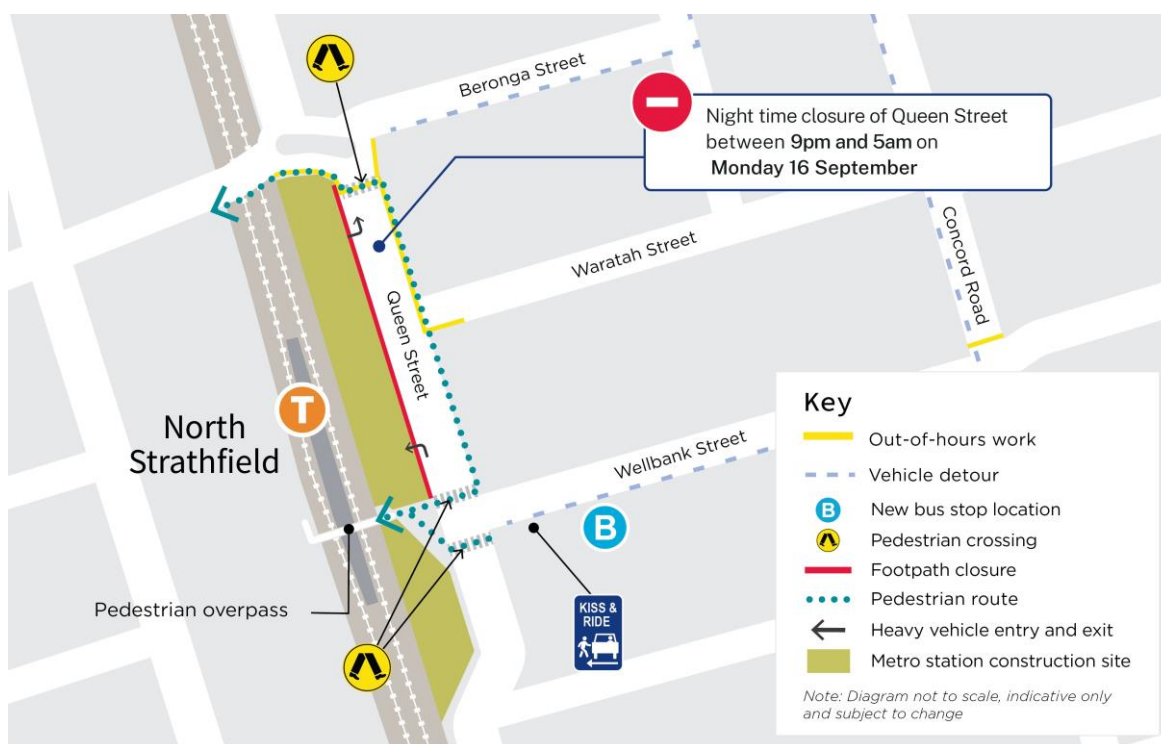 Beronga Street
Night time closure of Queen Street
between 9pm and 5am on
Monday 16 September
Waratah Street
Concord Road
Queen Street
T
North
Strathfield
Wellbank Street
B
Pedestrian overpass
KISS &
RIDE
Key
Out-of-hours work
Vehicle detour
B New bus stop location
Pedestrian crossing
Footpath closure
Pedestrian route
Heavy vehicle entry and exit
Metro station construction site
Note: Diagram not to scale, indicative only
and subject to change